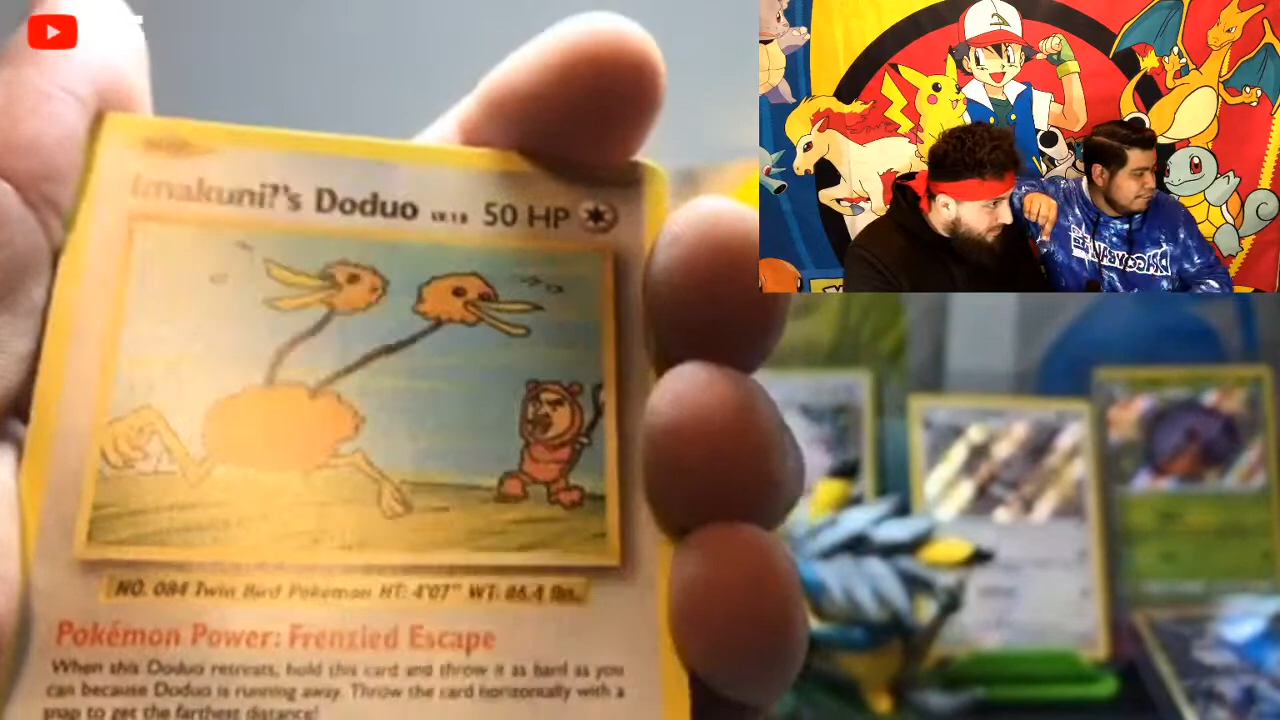 Imakuni?'s Doduo LV.18 50 HP
NO. 084 Twin Bird Pokémon HT: 4'07" WT: 86.4 lbs.
Pokémon Power: Frenzied Escape
When this Doduo retreats, hold this card and throw it as hard as you
can because Doduo is running away. Throw the card horizontally with a
snap to get the farthest distance!